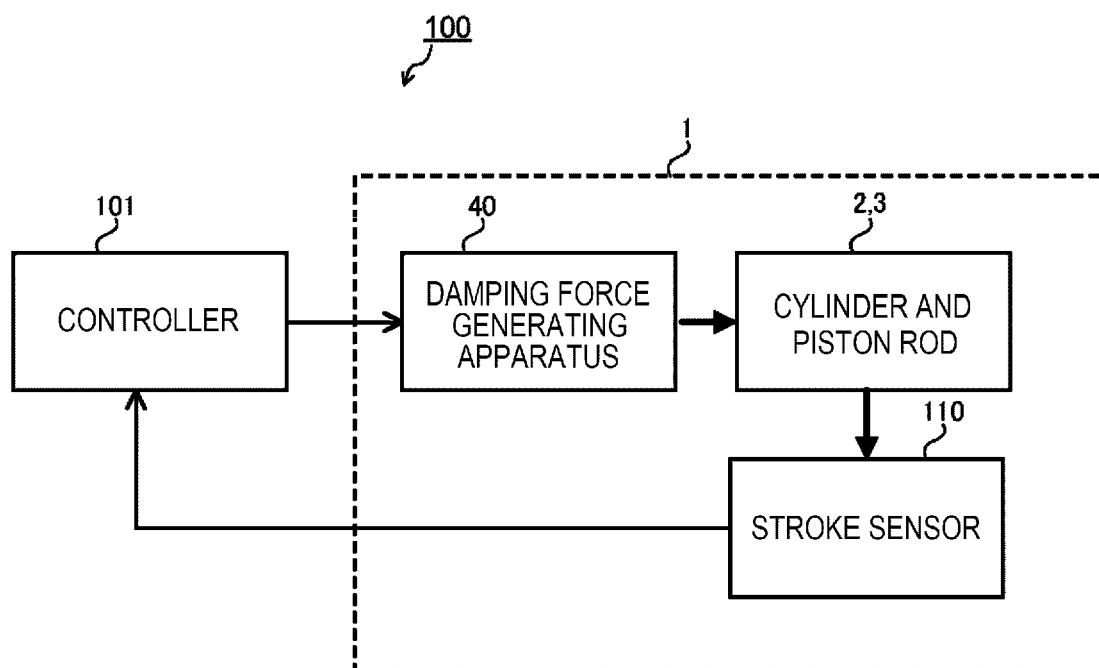 100
1
101
40
2,3
CONTROLLER
DAMPING FORCE
GENERATING
APPARATUS
CYLINDER AND
PISTON ROD
110
STROKE SENSOR